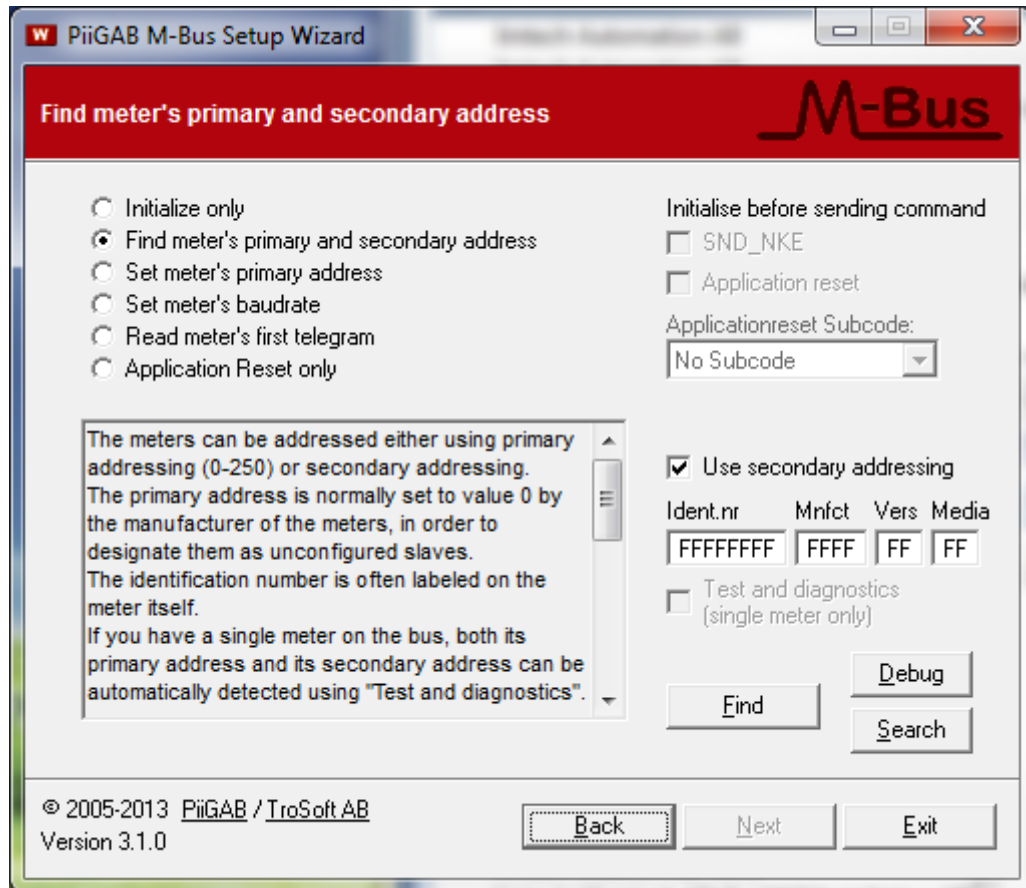 PiiGAB M-Bus Setup Wizard
Find meter's primary and secondary address
M-Bus
Initialize only
Find meter's primary and secondary address
Set meter's primary address
Set meter's baudrate
Read meter's first telegram
Application Reset only
Initialise before sending command
SND_NKE
Application reset
Applicationreset Subcode:
No Subcode
The meters can be addressed either using primary
addressing (0-250) or secondary addressing.
The primary address is normally set to value 0 by
the manufacturer of the meters, in order to
designate them as unconfigured slaves.
The identification number is often labeled on the
meter itself.
If you have a single meter on the bus, both its
primary address and its secondary address can be
automatically detected using "Test and diagnostics".
Use secondary addressing
Ident.nr Mnfct Vers Media
FFFFFFFF FFFF FF FF
Test and diagnostics
(single meter only)
Find
Debug
Search
© 2005-2013 PiiGAB / TroSoft AB
Version 3.1.0
Back
Next
Exit